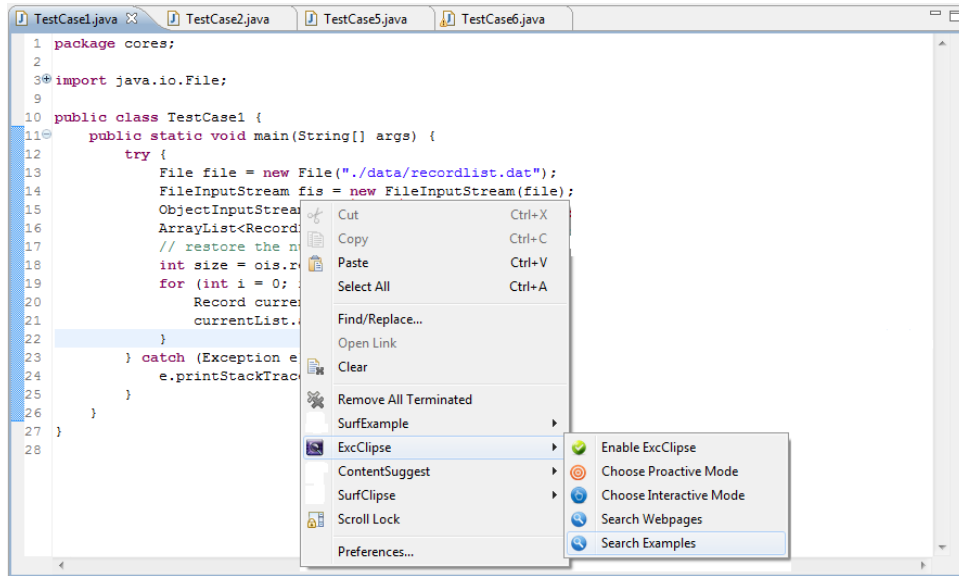 TestCase1.java TestCase2.java TestCase5.java TestCase6.java
1 package cores;
2
3 import java.io.File;
9
10 public class TestCase1 {
11 public static void main(String[] args) {
12 try {
13 File file = new File("./data/recordlist.dat");
14 FileInputStream fis = new FileInputStream(file);
15 ObjectInputStrea
16 ArrayList<Record
17 // restore the n
18 int size = ois.r
19 for (int i = 0;
20 Record curre
21 currentList.
22 }
23 } catch (Exception e
24 e.printStackTrac
25 }
26 }
27 }
28
Cut Ctrl+X
Copy Ctrl+C
Paste Ctrl+V
Select All Ctrl+A
Find/Replace...
Open Link
Clear
Remove All Terminated
SurfExample
ExcClipse
ContentSuggest
SurfClipse
Scroll Lock
Preferences...
Enable ExcClipse
Choose Proactive Mode
Choose Interactive Mode
Search Webpages
Search Examples